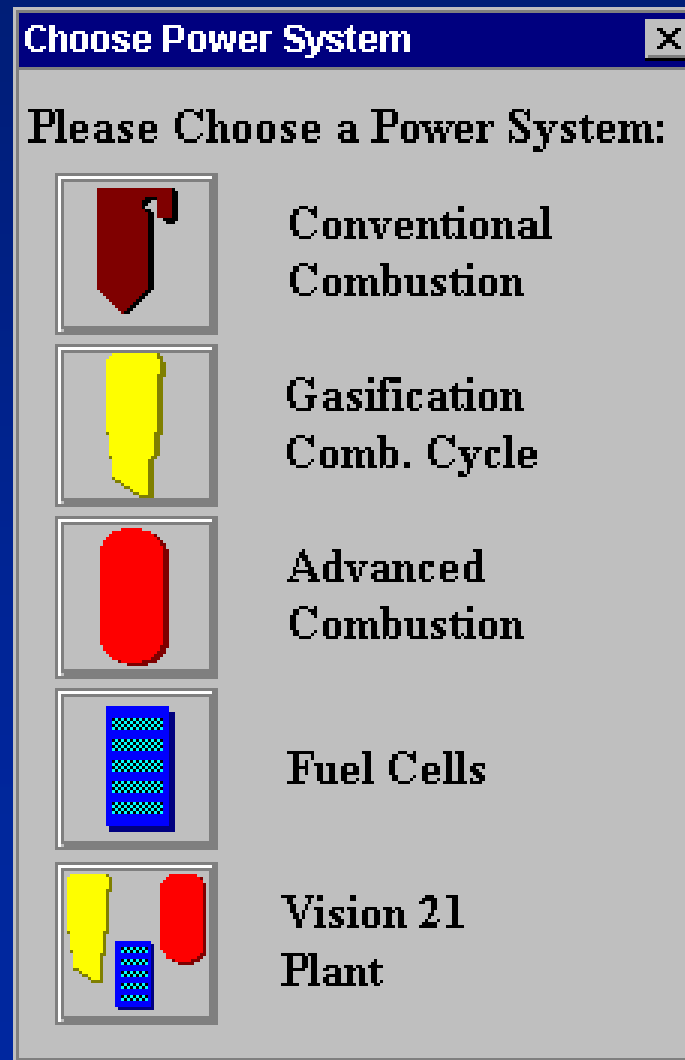 Choose Power System
Please Choose a Power System:
Conventional
Combustion
Gasification
Comb. Cycle
Advanced
Combustion
Fuel Cells
Vision 21
Plant